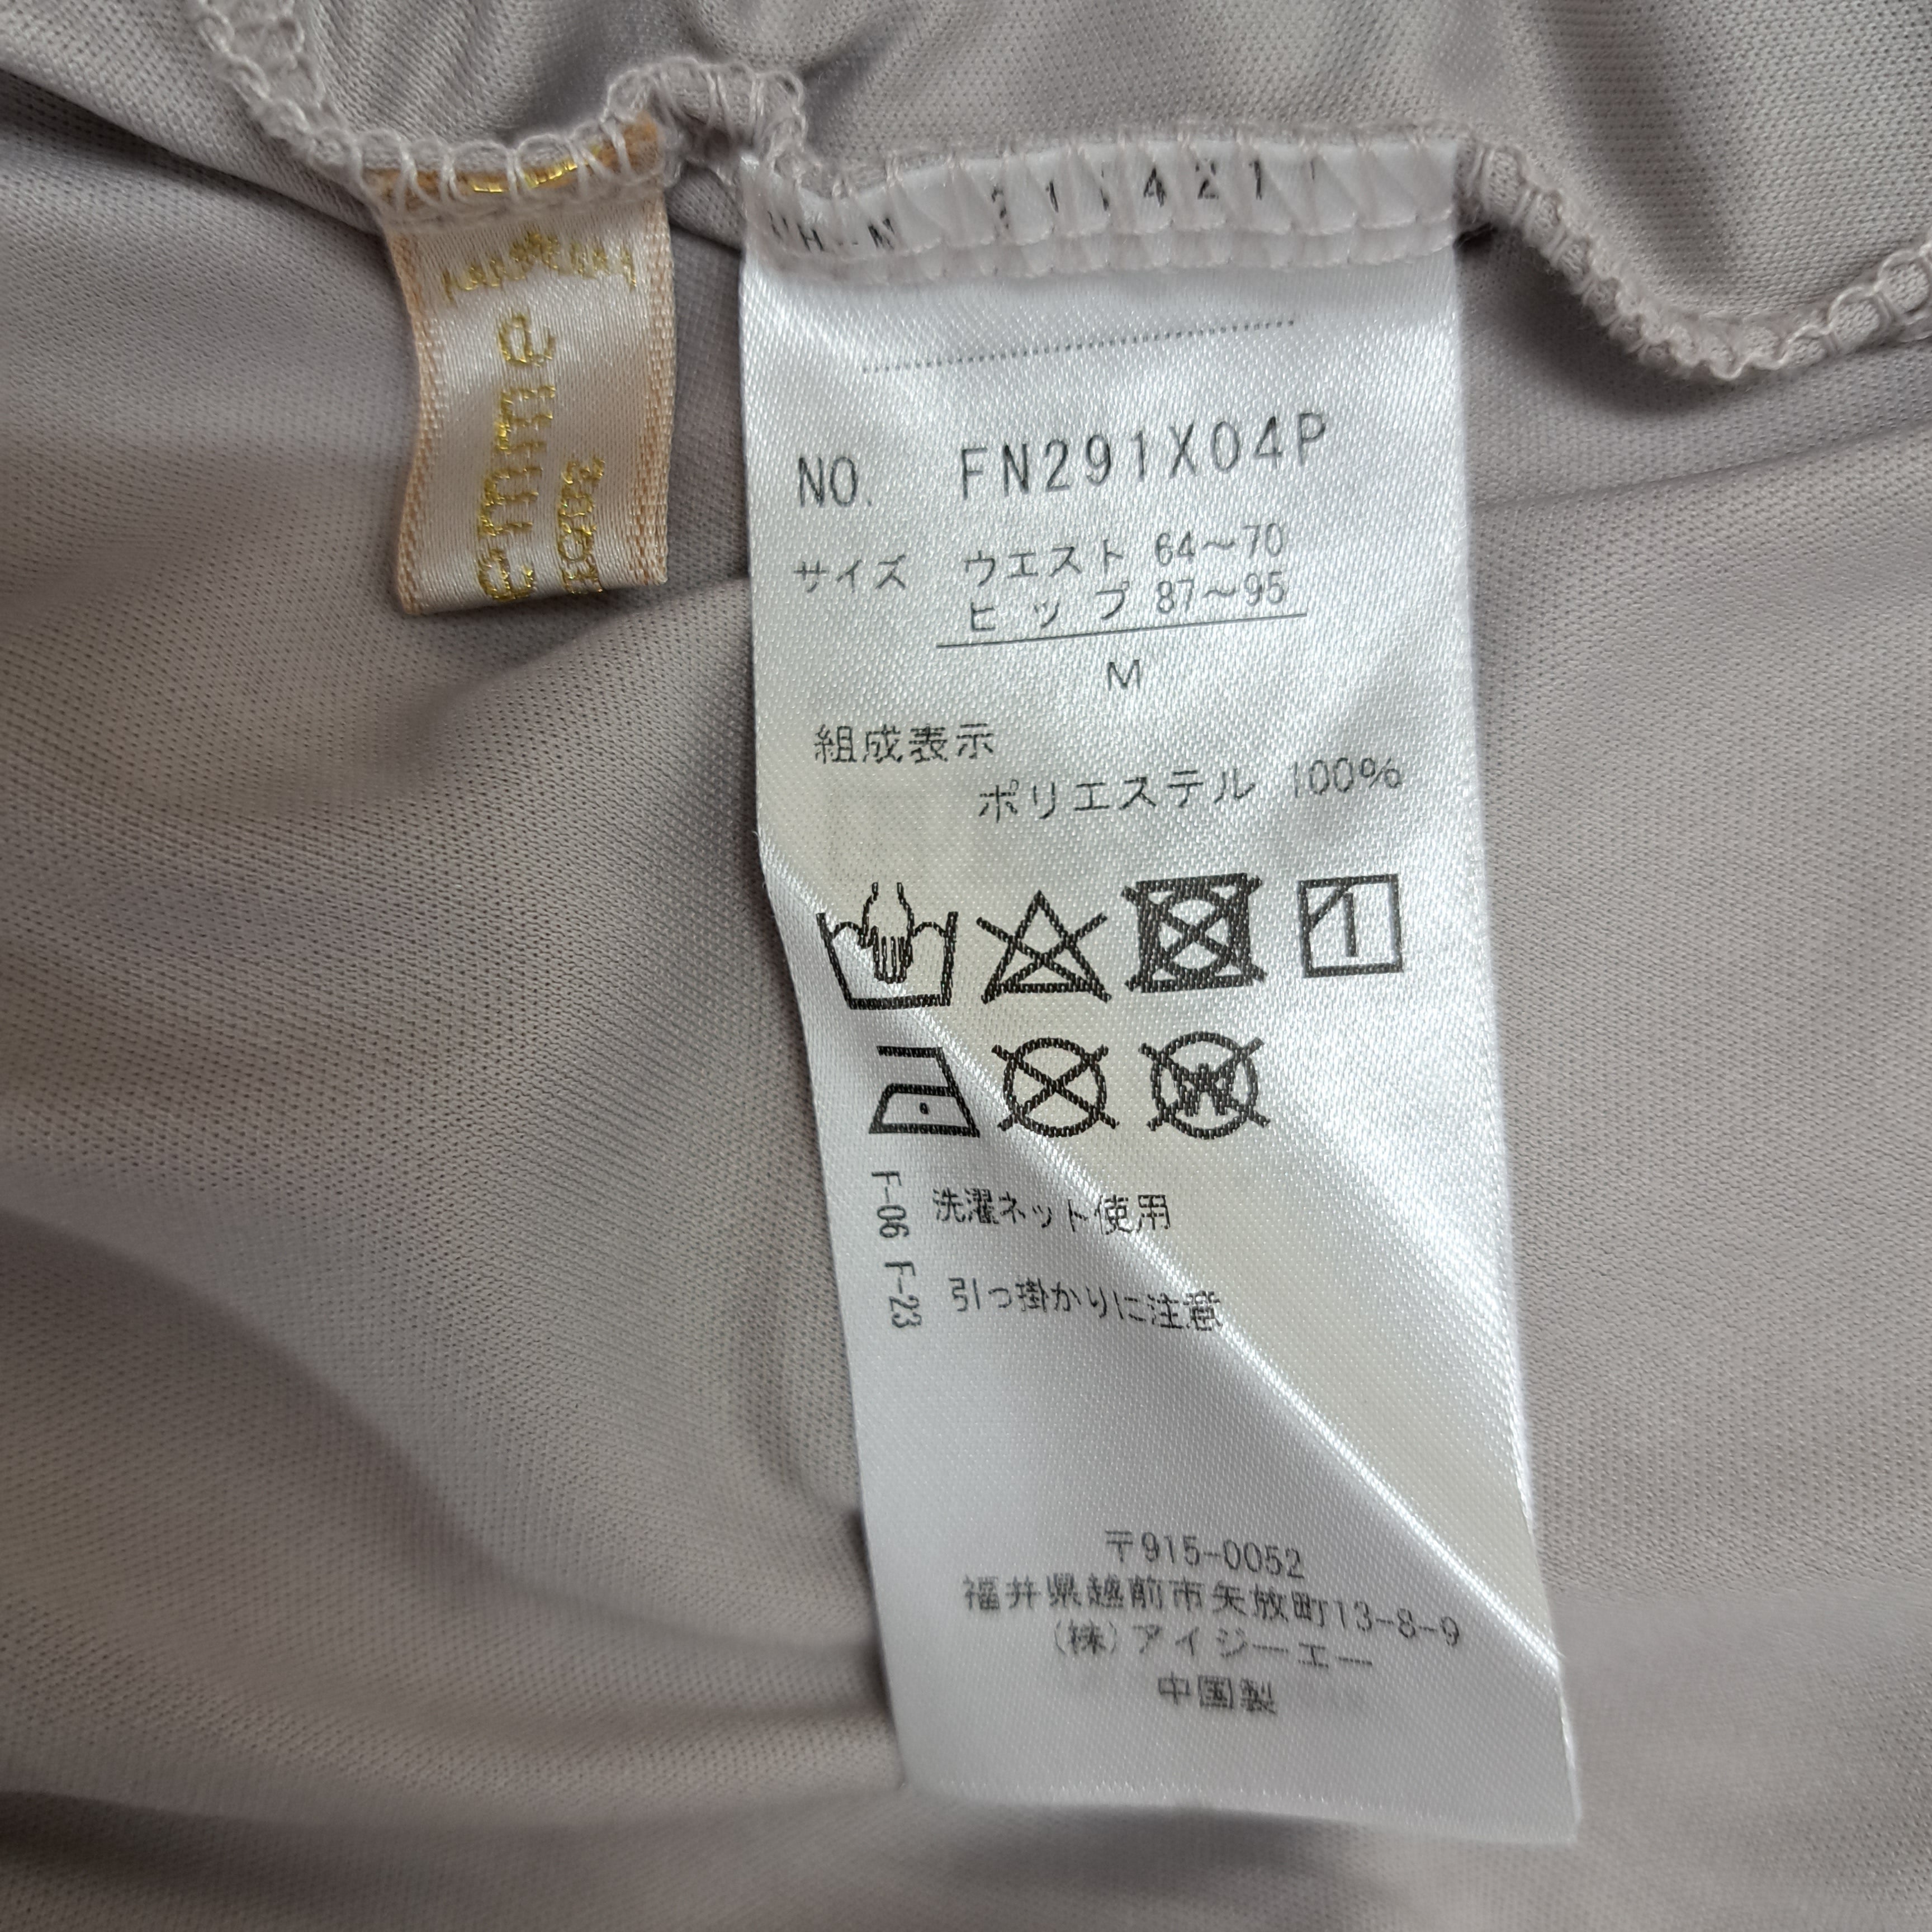 NO. FN291X04P
サイズ ウエスト 64～70
ヒップ 87～95
M
組成表示
ポリエステル 100%
F-06 洗濯ネット使用
F-23 引っ掛かりに注意
〒915-0052
福井県越前市矢放町13-8-9
(株)アイジーエー
中国製